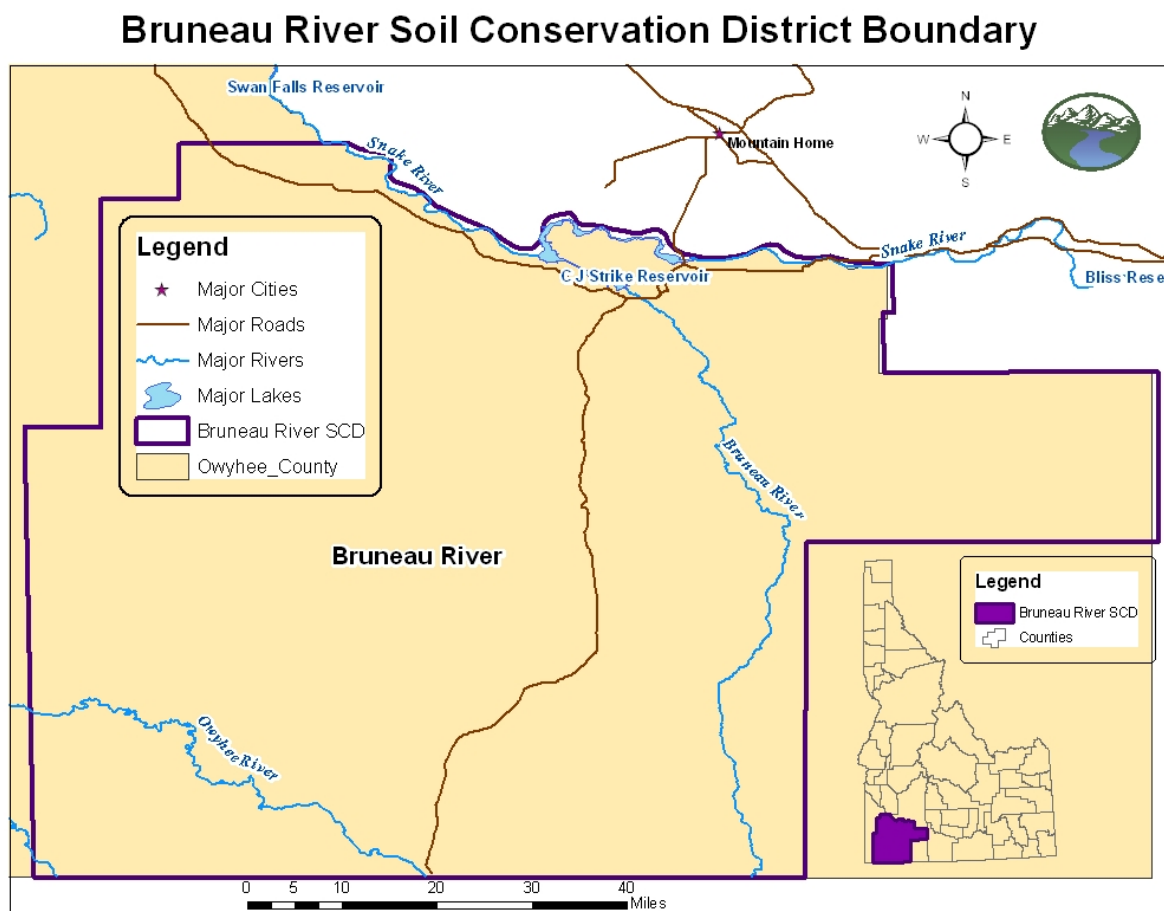 Bruneau River Soil Conservation District Boundary
Swan Falls Reservoir
Snake River
Mountain Home
N
W E
S
Snake River
Bliss Rese
C J Strike Reservoir
Legend
Major Cities
Major Roads
Major Rivers
Major Lakes
Bruneau River SCD
Owyhee_County
Bruneau River
Bruneau River
Owyhee River
Legend
Bruneau River SCD
Counties
0 5 10 20 30 40
Miles